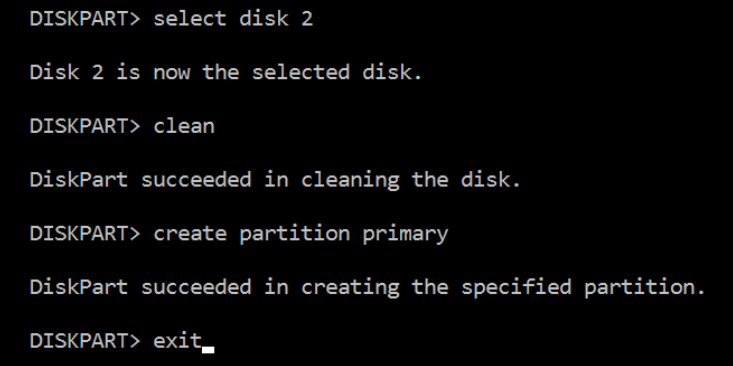 DISKPART> select disk 2
Disk 2 is now the selected disk.
DISKPART> clean
DiskPart succeeded in cleaning the disk.
DISKPART> create partition primary
DiskPart succeeded in creating the specified partition.
DISKPART> exit